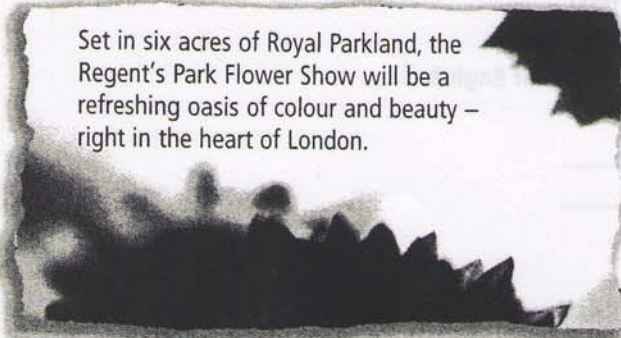 Set in six acres of Royal Parkland, the
Regent's Park Flower Show will be a
refreshing oasis of colour and beauty –
right in the heart of London.